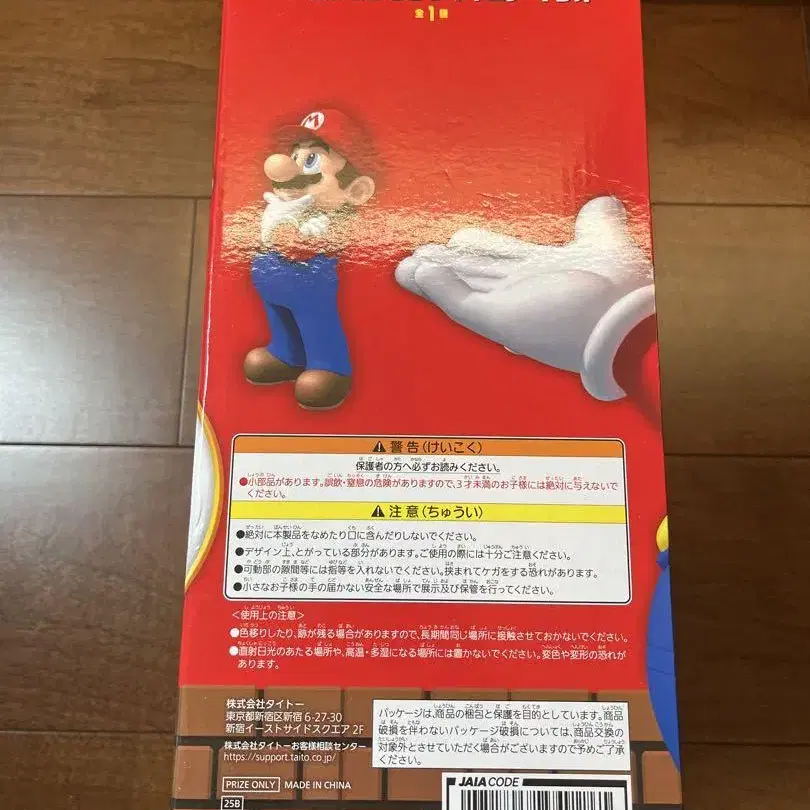 全1種
M
警告(けいこく)
保護者の方へ必ずお読みください。
●小部品があります。誤飲・窒息の危険がありますので、3才未満のお子様には絶対に与えないで
ください。
注意(ちゅうい)
●絶対に本製品をなめたり口に含んだりしないでください。
●デザイン上、とがっている部分があります。ご使用の際には十分ご注意ください。
●可動部の隙間等には指等を入れないでください。挟まれてケガをする恐れがあります。
●小さなお子様の手の届かない安全な場所で展示及び保管を行ってください。
<使用上の注意>
●色移りしたり、跡が残る場合がありますので、長期間同じ場所に接触させておかないでください。
●直射日光のあたる場所や、高温・多湿になる場所には置かないでください。変色や変形の恐れが
あります。
株式会社タイトー
東京都新宿区新宿6-27-30
新宿イーストサイドスクエア 2F
株式会社タイトーお客様相談センター
https://support.taito.co.jp/
パッケージは、商品の梱包と保護を目的としています。商品
破損を伴わないパッケージ破損については、商品交換の
対象外とさせていただく場合がございますので予めご了承
ください。
PRIZE ONLY MADE IN CHINA
25B
JAIA CODE